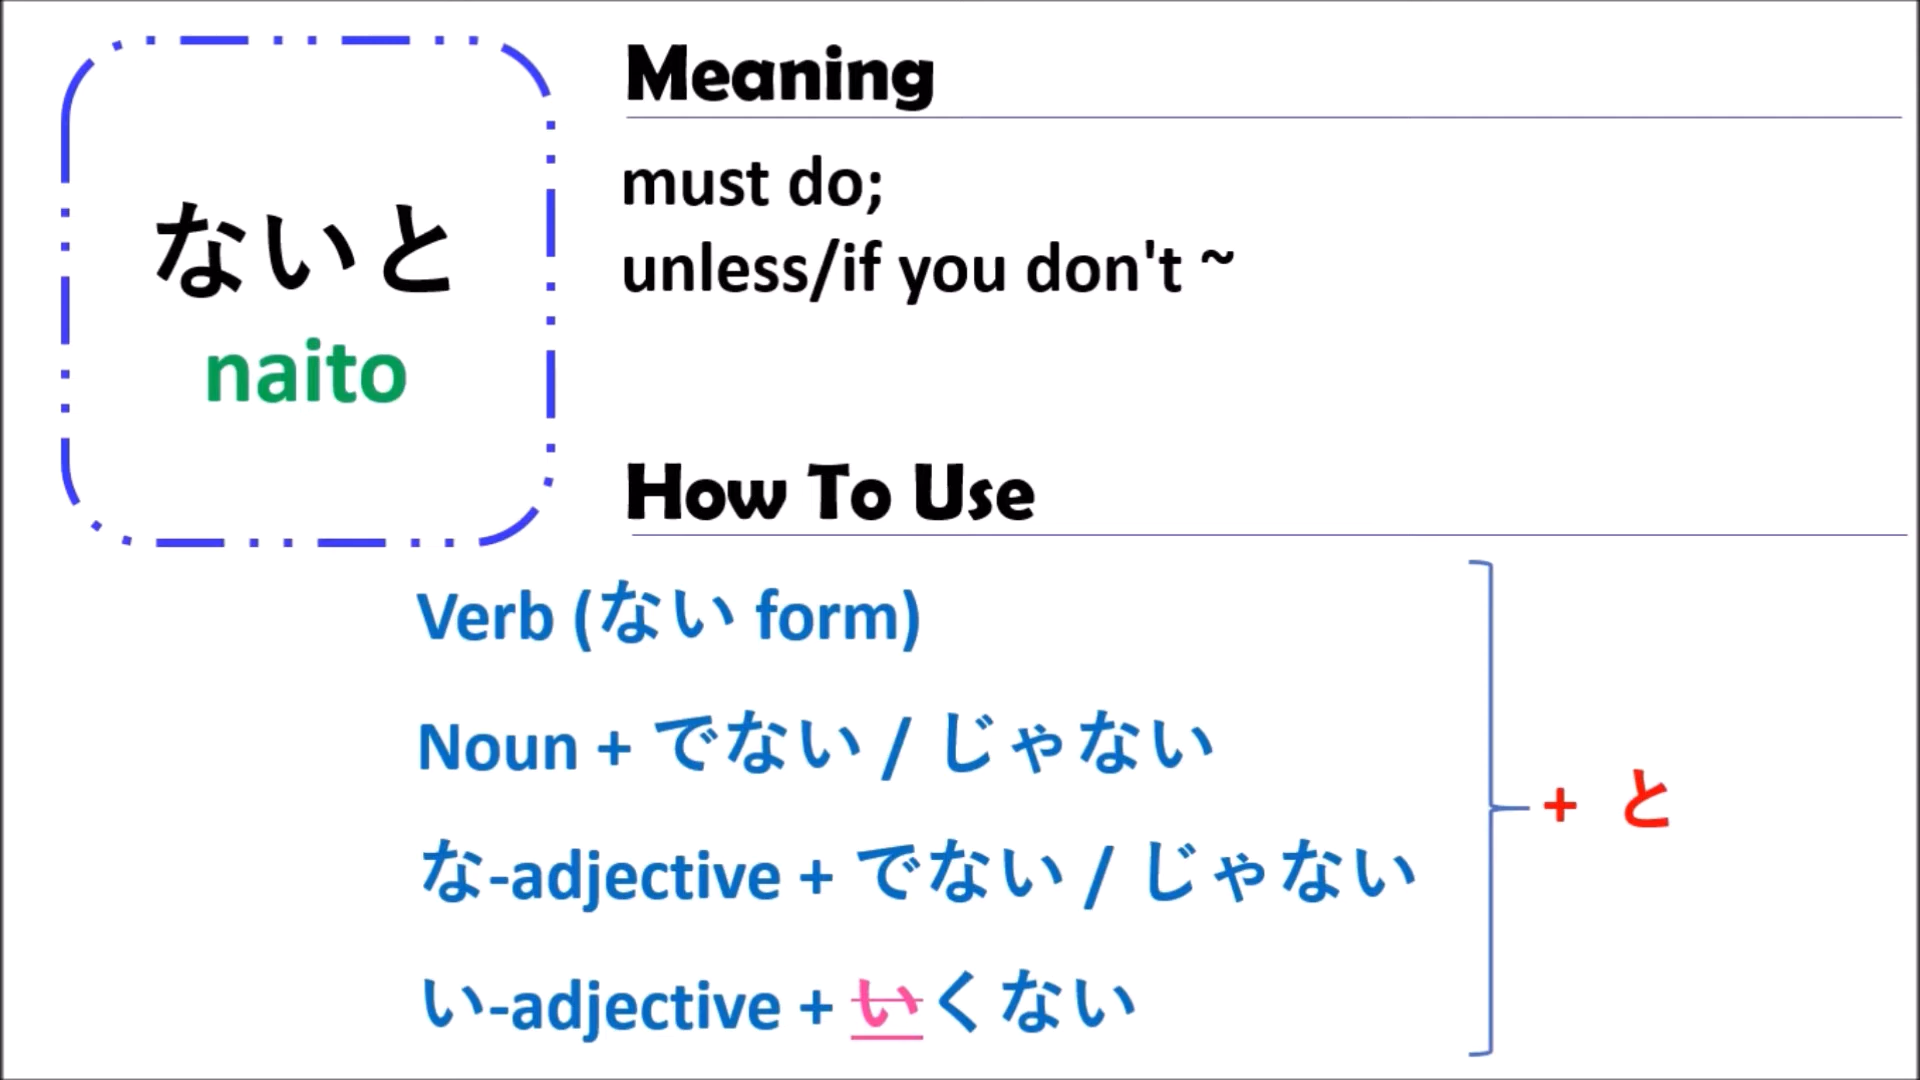 ないと
naito
Meaning
must do;
unless/if you don't ~
How To Use
Verb (ない form)
Noun + でない / じゃない
な-adjective + でない / じゃない
い-adjective + いくない
+ と